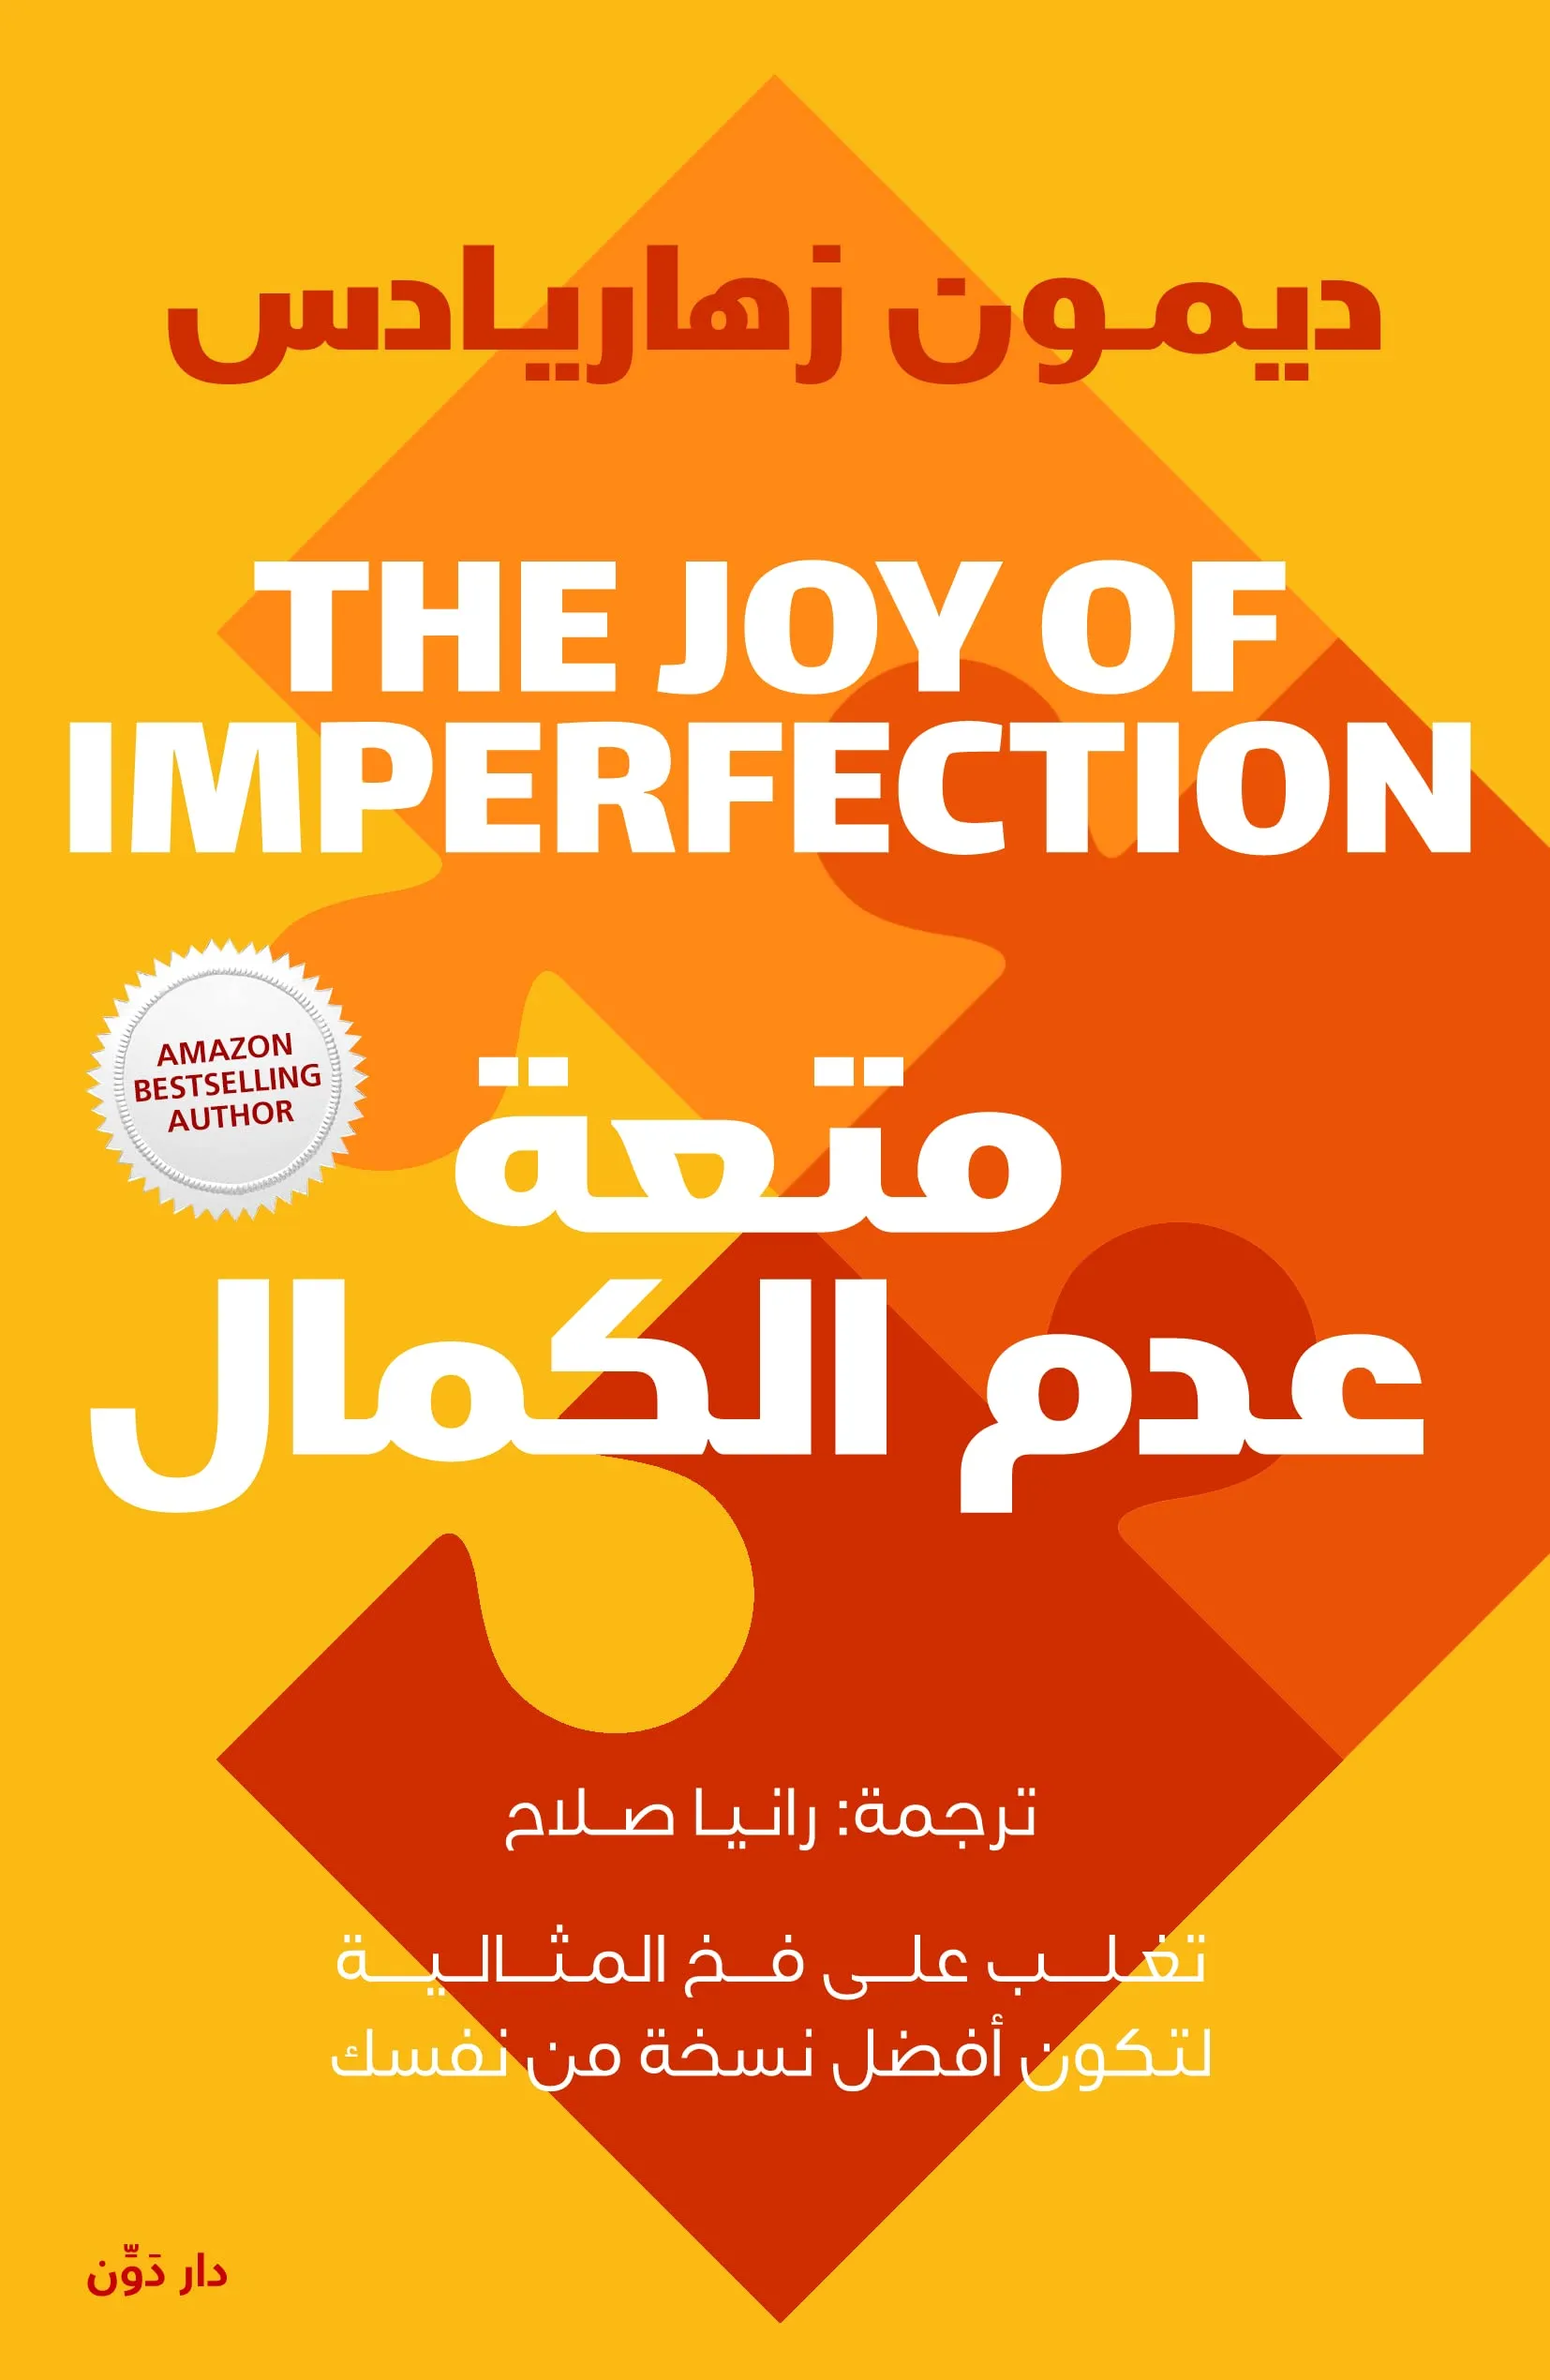 ديمون زهاريادس
THE JOY OF
IMPERFECTION
AMAZON
BESTSELLING
AUTHOR
متعة
عدم الكمال
ترجمة: رانيا صلاح
تغلب على فخ المثالية
لتكون أفضل نسخة من نفسك
دار دَوِّن